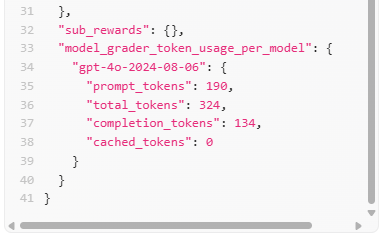 31 },
32 "sub_rewards": {},
33 "model_grader_token_usage_per_model": {
34 "gpt-4o-2024-08-06": {
35 "prompt_tokens": 190,
36 "total_tokens": 324,
37 "completion_tokens": 134,
38 "cached_tokens": 0
39 }
40 }
41 }